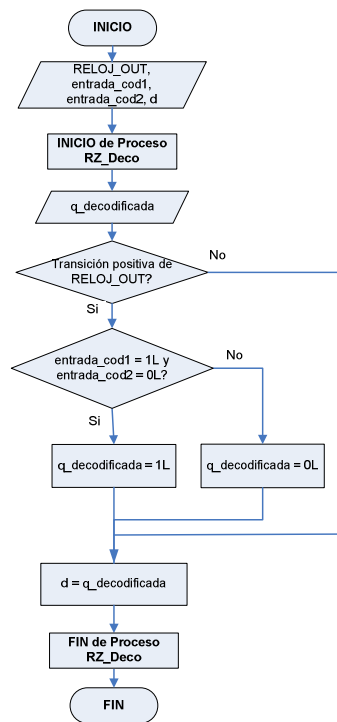 INICIO
RELOJ_OUT,
entrada_cod1,
entrada_cod2, d
INICIO de Proceso
RZ_Deco
q_decodificada
Transición positiva de
RELOJ_OUT?
No
Si
entrada_cod1 = 1L y
entrada_cod2 = 0L?
No
Si
q_decodificada = 1L
q_decodificada = 0L
d = q_decodificada
FIN de Proceso
RZ_Deco
FIN